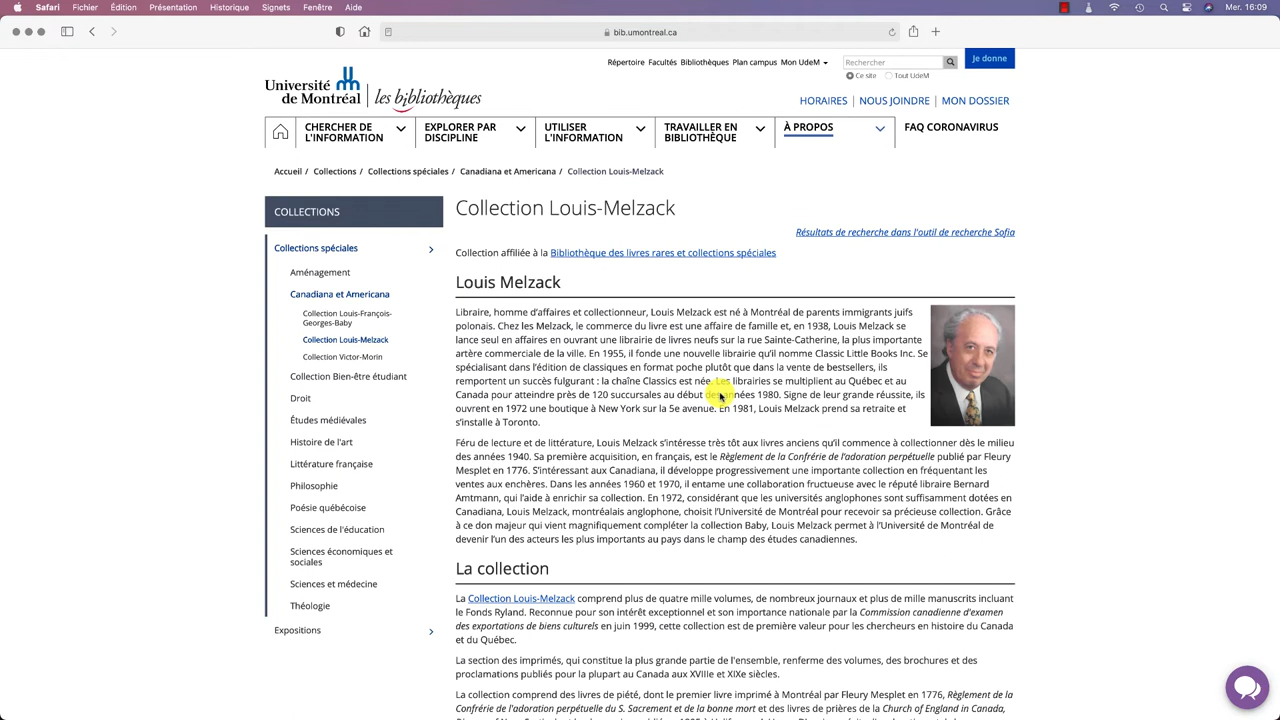 Safari Fichier Édition Présentation Historique Signets Fenêtre Aide
Mer. 16:09
bib.umontreal.ca
Répertoire Facultés Bibliothèques Plan campus Mon UdeM
Rechercher
Je donne
Ce site Tout UdeM
Université de Montréal
les bibliothèques
HORAIRES | NOUS JOINDRE | MON DOSSIER
CHERCHER DE L'INFORMATION
EXPLORER PAR DISCIPLINE
UTILISER L'INFORMATION
TRAVAILLER EN BIBLIOTHÈQUE
À PROPOS
FAQ CORONAVIRUS
Accueil / Collections / Collections spéciales / Canadiana et Americana / Collection Louis-Melzack
COLLECTIONS
Collections spéciales
Aménagement
Canadiana et Americana
Collection Louis-François-
Georges-Baby
Collection Louis-Melzack
Collection Victor-Morin
Collection Bien-être étudiant
Droit
Études médiévales
Histoire de l'art
Littérature française
Philosophie
Poésie québécoise
Sciences de l'éducation
Sciences économiques et
sociales
Sciences et médecine
Théologie
Expositions
Collection Louis-Melzack
Résultats de recherche dans l'outil de recherche Sofia
Collection affiliée à la Bibliothèque des livres rares et collections spéciales
Louis Melzack
Libraire, homme d’affaires et collectionneur, Louis Melzack est né à Montréal de parents immigrants juifs
polonais. Chez les Melzack, le commerce du livre est une affaire de famille et, en 1938, Louis Melzack se
lance seul en affaires en ouvrant une librairie de livres neufs sur la rue Sainte-Catherine, la plus importante
artère commerciale de la ville. En 1955, il fonde une nouvelle librairie qu’il nomme Classic Little Books Inc. Se
spécialisant dans l’édition de classiques en format poche plutôt que dans la vente de bestsellers, ils
remportent un succès fulgurant : la chaîne Classics est née. Les librairies se multiplient au Québec et au
Canada pour atteindre près de 120 succursales au début des années 1980. Signe de leur grande réussite, ils
ouvrent en 1972 une boutique à New York sur la 5e avenue. En 1981, Louis Melzack prend sa retraite et
s’installe à Toronto.
Féru de lecture et de littérature, Louis Melzack s’intéresse très tôt aux livres anciens qu’il commence à collectionner dès le milieu
des années 1940. Sa première acquisition, en français, est le Règlement de la Confrérie de l’adoration perpétuelle publié par Fleury
Mesplet en 1776. S’intéressant aux Canadiana, il développe progressivement une importante collection en fréquentant les
ventes aux enchères. Dans les années 1960 et 1970, il entame une collaboration fructueuse avec le réputé libraire Bernard
Amtmann, qui l’aide à enrichir sa collection. En 1972, considérant que les universités anglophones sont suffisamment dotées en
Canadiana, Louis Melzack, montréalais anglophone, choisit l’Université de Montréal pour recevoir sa précieuse collection. Grâce
à ce don majeur qui vient magnifiquement compléter la collection Baby, Louis Melzack permet à l’Université de Montréal de
devenir l’un des acteurs les plus importants au pays dans le champ des études canadiennes.
La collection
La Collection Louis-Melzack comprend plus de quatre mille volumes, de nombreux journaux et plus de mille manuscrits incluant
le Fonds Ryland. Reconnue pour son intérêt exceptionnel et son importance nationale par la Commission canadienne d'examen
des exportations de biens culturels en juin 1999, cette collection est de première valeur pour les chercheurs en histoire du Canada
et du Québec.
La section des imprimés, qui constitue la plus grande partie de l'ensemble, renferme des volumes, des brochures et des
proclamations publiés pour la plupart au Canada aux XVIIIe et XIXe siècles.
La collection comprend des livres de piété, dont le premier livre imprimé à Montréal par Fleury Mesplet en 1776, Règlement de la
Confrérie de l'adoration perpétuelle du S. Sacrement et de la bonne mort et des livres de prières de la Church of England in Canada,